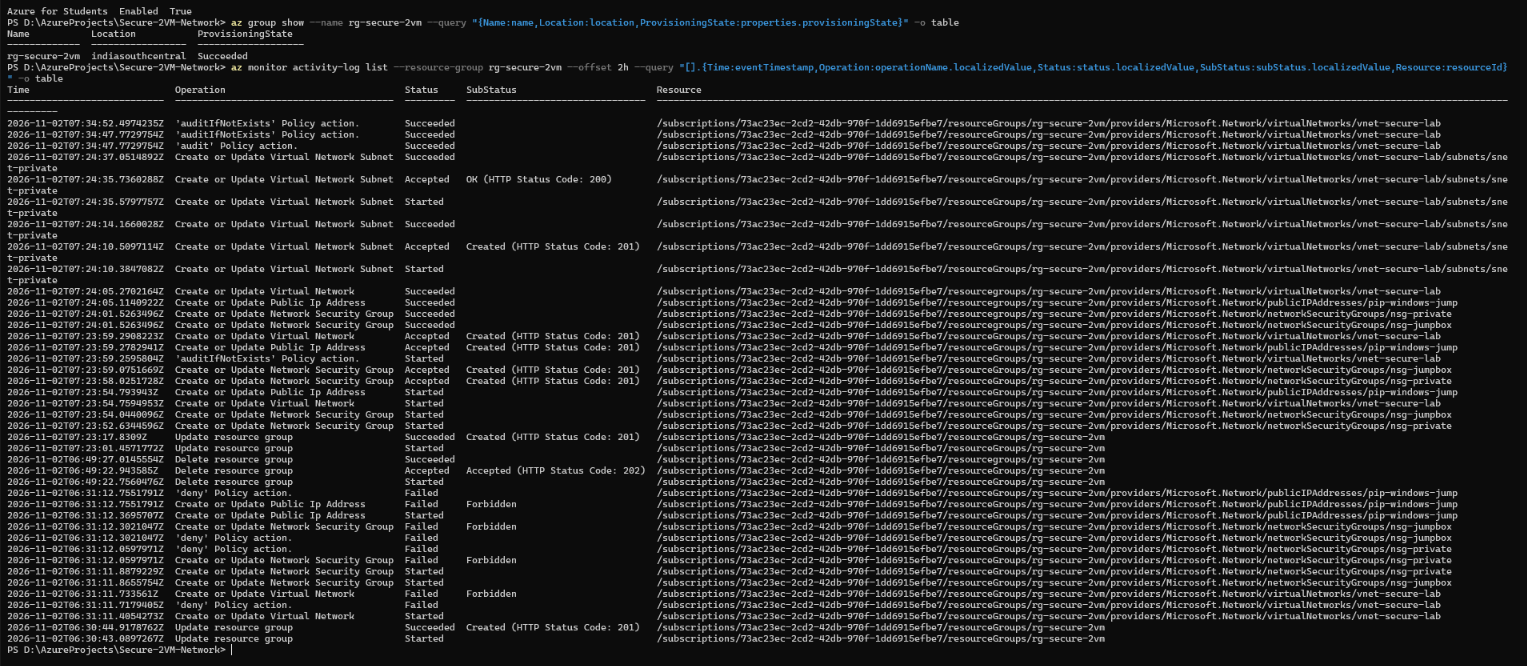 Azure for Students  Enabled  True
PS D:\AzureProjects\Secure-2VM-Network> az group show --name rg-secure-2vm --query "{Name:name,Location:location,ProvisioningState:properties.provisioningState}" -o table
Name  Location  ProvisioningState
-------------  -----------------  -------------------
rg-secure-2vm  indiasouthcentral  Succeeded
PS D:\AzureProjects\Secure-2VM-Network> az monitor activity-log list --resource-group rg-secure-2vm --offset 2h --query "[].{Time:eventTimestamp,Operation:operationName.localizedValue,Status:status.localizedValue,SubStatus:subStatus.localizedValue,Resource:resourceId}
" -o table
Time  Operation  Status  SubStatus  Resource
----------------------------  ---------------------------------------  ---------  --------------------------------  ----------------------------------------
---------
2026-11-02T07:34:52.4974235Z  'auditIfNotExists' Policy action.  Succeeded  /subscriptions/73ac23ec-2cd2-42db-970f-1dd6915efbe7/resourceGroups/rg-secure-2vm/providers/Microsoft.Network/virtualNetworks/vnet-secure-lab
2026-11-02T07:34:47.7729754Z  'auditIfNotExists' Policy action.  Succeeded  /subscriptions/73ac23ec-2cd2-42db-970f-1dd6915efbe7/resourceGroups/rg-secure-2vm/providers/Microsoft.Network/virtualNetworks/vnet-secure-lab
2026-11-02T07:34:47.7729754Z  'audit' Policy action.  Succeeded  /subscriptions/73ac23ec-2cd2-42db-970f-1dd6915efbe7/resourceGroups/rg-secure-2vm/providers/Microsoft.Network/virtualNetworks/vnet-secure-lab
2026-11-02T07:24:37.0514892Z  Create or Update Virtual Network Subnet  Succeeded  /subscriptions/73ac23ec-2cd2-42db-970f-1dd6915efbe7/resourceGroups/rg-secure-2vm/providers/Microsoft.Network/virtualNetworks/vnet-secure-lab/subnets/sne
t-private
2026-11-02T07:24:35.7360288Z  Create or Update Virtual Network Subnet  Accepted  OK (HTTP Status Code: 200)  /subscriptions/73ac23ec-2cd2-42db-970f-1dd6915efbe7/resourceGroups/rg-secure-2vm/providers/Microsoft.Network/virtualNetworks/vnet-secure-lab/subnets/sne
t-private
2026-11-02T07:24:35.5797757Z  Create or Update Virtual Network Subnet  Started  /subscriptions/73ac23ec-2cd2-42db-970f-1dd6915efbe7/resourceGroups/rg-secure-2vm/providers/Microsoft.Network/virtualNetworks/vnet-secure-lab/subnets/sne
t-private
2026-11-02T07:24:14.1660028Z  Create or Update Virtual Network Subnet  Succeeded  /subscriptions/73ac23ec-2cd2-42db-970f-1dd6915efbe7/resourceGroups/rg-secure-2vm/providers/Microsoft.Network/virtualNetworks/vnet-secure-lab/subnets/sne
t-private
2026-11-02T07:24:10.5097114Z  Create or Update Virtual Network Subnet  Accepted  Created (HTTP Status Code: 201)  /subscriptions/73ac23ec-2cd2-42db-970f-1dd6915efbe7/resourceGroups/rg-secure-2vm/providers/Microsoft.Network/virtualNetworks/vnet-secure-lab/subnets/sne
t-private
2026-11-02T07:24:10.3847082Z  Create or Update Virtual Network Subnet  Started  /subscriptions/73ac23ec-2cd2-42db-970f-1dd6915efbe7/resourceGroups/rg-secure-2vm/providers/Microsoft.Network/virtualNetworks/vnet-secure-lab/subnets/sne
t-private
2026-11-02T07:24:05.2702164Z  Create or Update Virtual Network  Succeeded  /subscriptions/73ac23ec-2cd2-42db-970f-1dd6915efbe7/resourceGroups/rg-secure-2vm/providers/Microsoft.Network/virtualNetworks/vnet-secure-lab
2026-11-02T07:24:05.1140922Z  Create or Update Public Ip Address  Succeeded  /subscriptions/73ac23ec-2cd2-42db-970f-1dd6915efbe7/resourceGroups/rg-secure-2vm/providers/Microsoft.Network/publicIPAddresses/pip-windows-jump
2026-11-02T07:24:01.5263496Z  Create or Update Network Security Group  Succeeded  /subscriptions/73ac23ec-2cd2-42db-970f-1dd6915efbe7/resourceGroups/rg-secure-2vm/providers/Microsoft.Network/networkSecurityGroups/nsg-private
2026-11-02T07:24:01.5263496Z  Create or Update Network Security Group  Succeeded  /subscriptions/73ac23ec-2cd2-42db-970f-1dd6915efbe7/resourceGroups/rg-secure-2vm/providers/Microsoft.Network/networkSecurityGroups/nsg-jumpbox
2026-11-02T07:23:59.2908223Z  Create or Update Virtual Network  Accepted  Created (HTTP Status Code: 201)  /subscriptions/73ac23ec-2cd2-42db-970f-1dd6915efbe7/resourceGroups/rg-secure-2vm/providers/Microsoft.Network/virtualNetworks/vnet-secure-lab
2026-11-02T07:23:59.2782941Z  Create or Update Public Ip Address  Accepted  Created (HTTP Status Code: 201)  /subscriptions/73ac23ec-2cd2-42db-970f-1dd6915efbe7/resourceGroups/rg-secure-2vm/providers/Microsoft.Network/publicIPAddresses/pip-windows-jump
2026-11-02T07:23:59.2595804Z  'auditIfNotExists' Policy action.  Started  /subscriptions/73ac23ec-2cd2-42db-970f-1dd6915efbe7/resourceGroups/rg-secure-2vm/providers/Microsoft.Network/virtualNetworks/vnet-secure-lab
2026-11-02T07:23:59.0751669Z  Create or Update Network Security Group  Accepted  Created (HTTP Status Code: 201)  /subscriptions/73ac23ec-2cd2-42db-970f-1dd6915efbe7/resourceGroups/rg-secure-2vm/providers/Microsoft.Network/networkSecurityGroups/nsg-jumpbox
2026-11-02T07:23:58.0251728Z  Create or Update Network Security Group  Accepted  Created (HTTP Status Code: 201)  /subscriptions/73ac23ec-2cd2-42db-970f-1dd6915efbe7/resourceGroups/rg-secure-2vm/providers/Microsoft.Network/networkSecurityGroups/nsg-private
2026-11-02T07:23:54.793943Z  Create or Update Public Ip Address  Started  /subscriptions/73ac23ec-2cd2-42db-970f-1dd6915efbe7/resourceGroups/rg-secure-2vm/providers/Microsoft.Network/publicIPAddresses/pip-windows-jump
2026-11-02T07:23:54.7594953Z  Create or Update Virtual Network  Started  /subscriptions/73ac23ec-2cd2-42db-970f-1dd6915efbe7/resourceGroups/rg-secure-2vm/providers/Microsoft.Network/virtualNetworks/vnet-secure-lab
2026-11-02T07:23:54.0440096Z  Create or Update Network Security Group  Started  /subscriptions/73ac23ec-2cd2-42db-970f-1dd6915efbe7/resourceGroups/rg-secure-2vm/providers/Microsoft.Network/networkSecurityGroups/nsg-jumpbox
2026-11-02T07:23:52.6344596Z  Create or Update Network Security Group  Started  /subscriptions/73ac23ec-2cd2-42db-970f-1dd6915efbe7/resourceGroups/rg-secure-2vm/providers/Microsoft.Network/networkSecurityGroups/nsg-private
2026-11-02T07:23:17.8309Z  Update resource group  Succeeded  Created (HTTP Status Code: 201)  /subscriptions/73ac23ec-2cd2-42db-970f-1dd6915efbe7/resourcegroups/rg-secure-2vm
2026-11-02T07:23:01.4571772Z  Update resource group  Started  /subscriptions/73ac23ec-2cd2-42db-970f-1dd6915efbe7/resourcegroups/rg-secure-2vm
2026-11-02T06:49:27.0145554Z  Delete resource group  Succeeded  /subscriptions/73ac23ec-2cd2-42db-970f-1dd6915efbe7/resourcegroups/rg-secure-2vm
2026-11-02T06:49:22.943585Z  Delete resource group  Accepted  Accepted (HTTP Status Code: 202)  /subscriptions/73ac23ec-2cd2-42db-970f-1dd6915efbe7/resourcegroups/rg-secure-2vm
2026-11-02T06:49:22.7560476Z  Delete resource group  Started  /subscriptions/73ac23ec-2cd2-42db-970f-1dd6915efbe7/resourcegroups/rg-secure-2vm
2026-11-02T06:31:12.7551791Z  'deny' Policy action.  Failed  /subscriptions/73ac23ec-2cd2-42db-970f-1dd6915efbe7/resourceGroups/rg-secure-2vm/providers/Microsoft.Network/publicIPAddresses/pip-windows-jump
2026-11-02T06:31:12.7551791Z  Create or Update Public Ip Address  Failed  Forbidden  /subscriptions/73ac23ec-2cd2-42db-970f-1dd6915efbe7/resourceGroups/rg-secure-2vm/providers/Microsoft.Network/publicIPAddresses/pip-windows-jump
2026-11-02T06:31:12.3695707Z  Create or Update Public Ip Address  Started  /subscriptions/73ac23ec-2cd2-42db-970f-1dd6915efbe7/resourceGroups/rg-secure-2vm/providers/Microsoft.Network/publicIPAddresses/pip-windows-jump
2026-11-02T06:31:12.3021047Z  Create or Update Network Security Group  Failed  Forbidden  /subscriptions/73ac23ec-2cd2-42db-970f-1dd6915efbe7/resourceGroups/rg-secure-2vm/providers/Microsoft.Network/networkSecurityGroups/nsg-jumpbox
2026-11-02T06:31:12.3021047Z  'deny' Policy action.  Failed  /subscriptions/73ac23ec-2cd2-42db-970f-1dd6915efbe7/resourceGroups/rg-secure-2vm/providers/Microsoft.Network/networkSecurityGroups/nsg-jumpbox
2026-11-02T06:31:12.0597971Z  'deny' Policy action.  Failed  /subscriptions/73ac23ec-2cd2-42db-970f-1dd6915efbe7/resourceGroups/rg-secure-2vm/providers/Microsoft.Network/networkSecurityGroups/nsg-private
2026-11-02T06:31:12.0597971Z  Create or Update Network Security Group  Failed  Forbidden  /subscriptions/73ac23ec-2cd2-42db-970f-1dd6915efbe7/resourceGroups/rg-secure-2vm/providers/Microsoft.Network/networkSecurityGroups/nsg-private
2026-11-02T06:31:11.8879229Z  Create or Update Network Security Group  Started  /subscriptions/73ac23ec-2cd2-42db-970f-1dd6915efbe7/resourceGroups/rg-secure-2vm/providers/Microsoft.Network/networkSecurityGroups/nsg-private
2026-11-02T06:31:11.8655754Z  Create or Update Network Security Group  Started  /subscriptions/73ac23ec-2cd2-42db-970f-1dd6915efbe7/resourceGroups/rg-secure-2vm/providers/Microsoft.Network/networkSecurityGroups/nsg-jumpbox
2026-11-02T06:31:11.733561Z  Create or Update Virtual Network  Failed  Forbidden  /subscriptions/73ac23ec-2cd2-42db-970f-1dd6915efbe7/resourceGroups/rg-secure-2vm/providers/Microsoft.Network/virtualNetworks/vnet-secure-lab
2026-11-02T06:31:11.7179405Z  'deny' Policy action.  Failed  /subscriptions/73ac23ec-2cd2-42db-970f-1dd6915efbe7/resourceGroups/rg-secure-2vm/providers/Microsoft.Network/virtualNetworks/vnet-secure-lab
2026-11-02T06:31:11.4054273Z  Create or Update Virtual Network  Started  /subscriptions/73ac23ec-2cd2-42db-970f-1dd6915efbe7/resourceGroups/rg-secure-2vm/providers/Microsoft.Network/virtualNetworks/vnet-secure-lab
2026-11-02T06:30:44.9178762Z  Update resource group  Succeeded  Created (HTTP Status Code: 201)  /subscriptions/73ac23ec-2cd2-42db-970f-1dd6915efbe7/resourcegroups/rg-secure-2vm
2026-11-02T06:30:43.0897267Z  Update resource group  Started  /subscriptions/73ac23ec-2cd2-42db-970f-1dd6915efbe7/resourcegroups/rg-secure-2vm
PS D:\AzureProjects\Secure-2VM-Network>